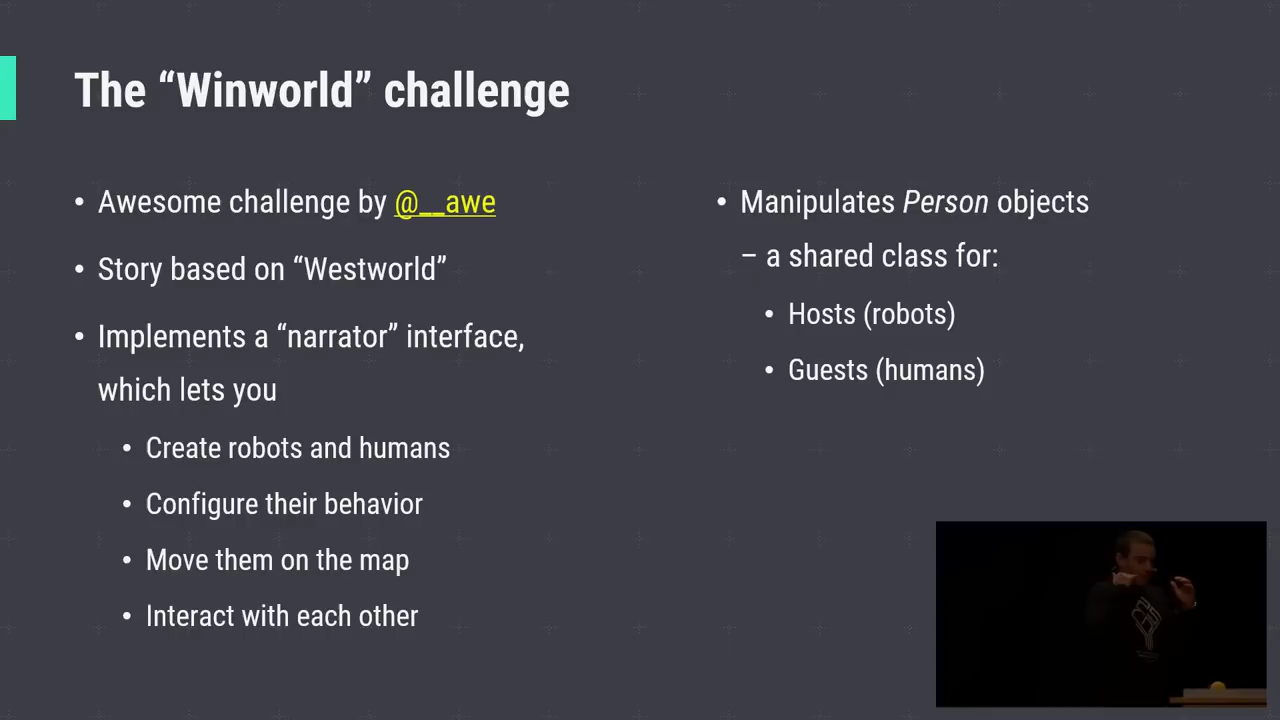 The “Winworld” challenge
• Awesome challenge by @__awe
• Story based on “Westworld”
• Implements a “narrator” interface,
which lets you
• Create robots and humans
• Configure their behavior
• Move them on the map
• Interact with each other
• Manipulates Person objects
– a shared class for:
• Hosts (robots)
• Guests (humans)